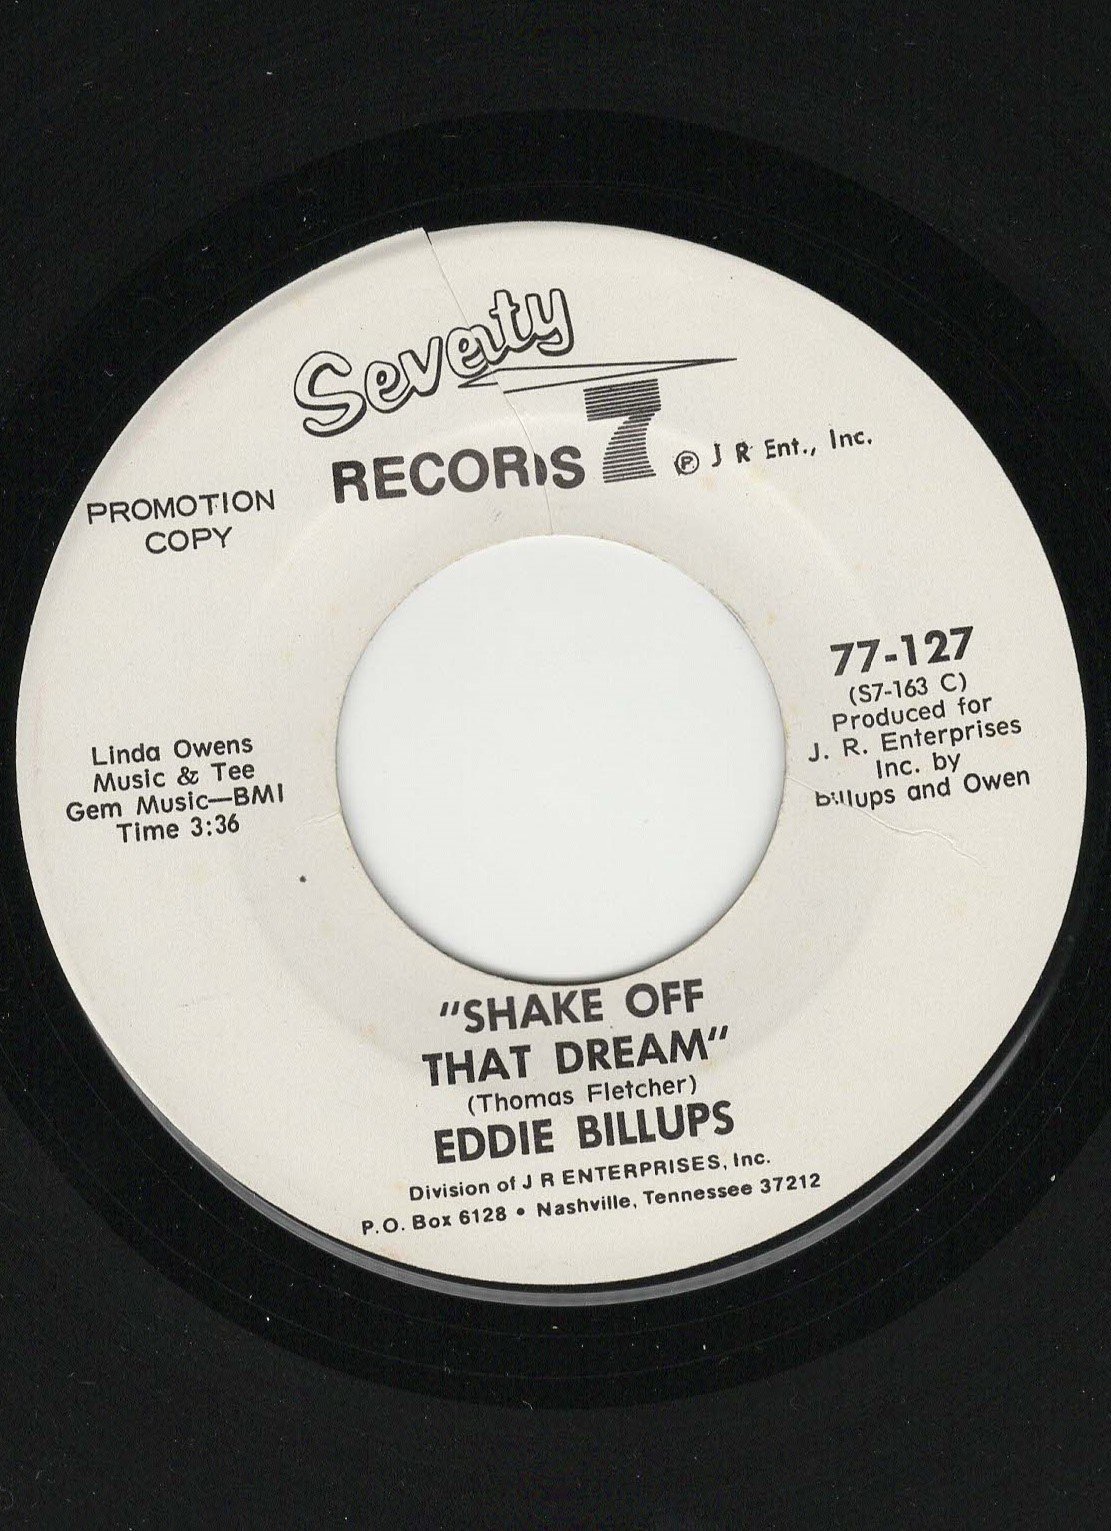 Seventy 7
RECORDS
℗ J R Ent., Inc.
PROMOTION
COPY
77-127
(S7-163 C)
Produced for
J. R. Enterprises
Inc. by
billups and Owen
Linda Owens
Music & Tee
Gem Music—BMI
Time 3:36
"SHAKE OFF
THAT DREAM"
(Thomas Fletcher)
EDDIE BILLUPS
Division of J R ENTERPRISES, Inc.
P.O. Box 6128 • Nashville, Tennessee 37212